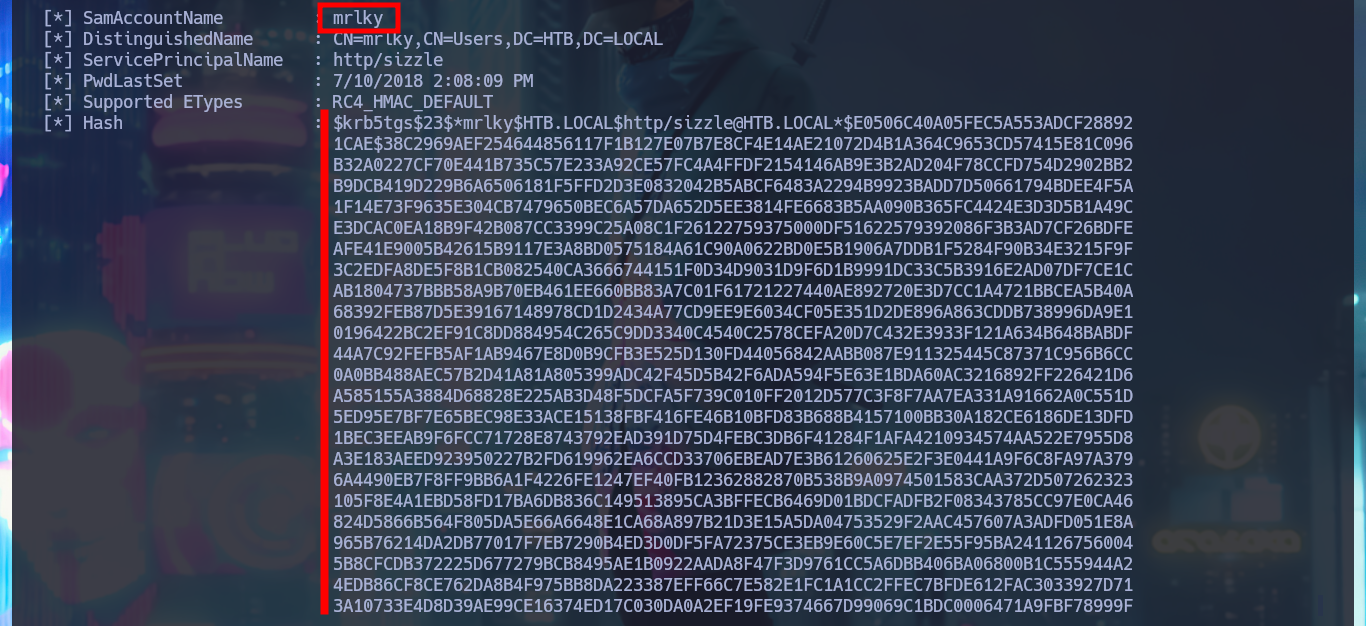 [*] SamAccountName : mrlky
[*] DistinguishedName : CN=mrlky,CN=Users,DC=HTB,DC=LOCAL
[*] ServicePrincipalName : http/sizzle
[*] PwdLastSet : 7/10/2018 2:08:09 PM
[*] Supported ETypes : RC4_HMAC_DEFAULT
[*] Hash : $krb5tgs$23$*mrlky$HTB.LOCAL$http/sizzle@HTB.LOCAL*$E0506C40A05FEC5A553ADCF28892
1CAE$38C2969AEF254644856117F1B127E07B7E8CF4E14AE21072D4B1A364C9653CD57415E81C096
B32A0227CF70E441B735C57E233A92CE57FC4A4FFDF2154146AB9E3B2AD204F78CCFD754D2902BB2
B9DCB419D229B6A6506181F5FFD2D3E0832042B5ABCF6483A2294B9923BADD7D50661794BDEE4F5A
1F14E73F9635E304CB7479650BEC6A57DA652D5EE3814FE6683B5AA090B365FC4424E3D3D5B1A49C
E3DCAC0EA18B9F42B087CC3399C25A08C1F261227593750​00DF51622579392086F3B3AD7CF26BDFE
AFE41E9005B42615B9117E3A8BD0575184A61C90A0622BD0E5B1906A7DDB1F5284F90B34E3215F9F
3C2EDFA8DE5F8B1CB082540CA3666744151F0D34D9031D9F6D1B9991DC33C5B3916E2AD07DF7CE1C
AB1804737BBB58A9B70EB461EE660BB83A7C01F61721227440AE892720E3D7CC1A4721BBCEA5B40A
68392FEB87D5E39167148978CD1D2434A77CD9EE9E6034CF05E351D2DE896A863CDDB738996DA9E1
0196422BC2EF91C8DD884954C265C9DD3340C4540C2578CEFA20D7C432E3933F121A634B648BABDF
44A7C92FEFB5AF1AB9467E8D0B9CFB3E525D130FD44056842AABB087E911325445C87371C956B6CC
0A0BB488AEC57B2D41A81A805399ADC42F45D5B42F6ADA594F5E63E1BDA60AC3216892FF226421D6
A585155A3884D68828E225AB3D48F5DCFA5F739C010FF2012D577C3F8F7AA7EA331A91662A0C551D
5ED95E7BF7E65BEC98E33ACE15138FBF416FE46B10BFD83B688B4157100BB30A182CE6186DE13DFD
1BEC3EEAB9F6FCC71728E8743792EAD391D75D4FEBC3DB6F41284F1AFA4210934574AA522E7955D8
A3E183AEED923950227B2FD619962EA6CCD33706EBEAD7E3B61260625E2F3E0441A9F6C8FA97A379
6A4490EB7F8FF9BB6A1F4226FE1247EF40FB12362882870B538B9A0974501583CAA372D507262323
105F8E4A1EBD58FD17BA6DB836C149513895CA3BFFECB6469D01BDCFADFB2F08343785CC97E0CA46
824D5866B564F805DA5E66A6648E1CA68A897B21D3E15A5DA04753529F2AAC457607A3ADFD051E8A
965B76214DA2DB77017F7EB7290B4ED3D0DF5FA72375CE3EB9E60C5E7EF2E55F95BA241126756004
5B8CFCDB372225D677279BCB8495AE1B0922AADA8F47F3D9761CC5A6DBB406BA06800B1C555944A2
4EDB86CF8CE762DA8B4F975BB8DA223387EFF66C7E582E1FC1A1CC2FFEC7BFDE612FAC3033927D71
3A10733E4D8D39AE99CE16374ED17C030DA0A2EF19FE9374667D99069C1BDC0006471A9FBF78999F